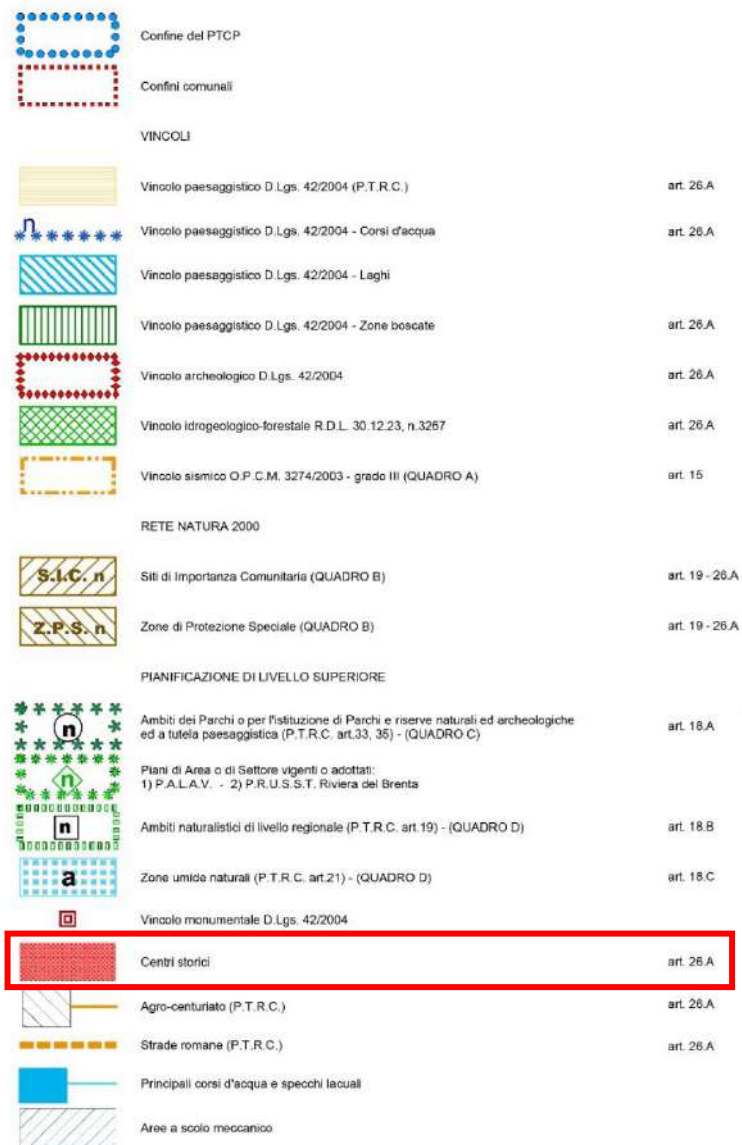 Confine del PTCP
Confini comunali
VINCOLI
Vincolo paesaggistico D.Lgs. 42/2004 (P.T.R.C.) art. 26.A
n Vincolo paesaggistico D.Lgs. 42/2004 - Corsi d'acqua art. 26.A
Vincolo paesaggistico D.Lgs. 42/2004 - Laghi
Vincolo paesaggistico D.Lgs. 42/2004 - Zone boscate art. 26.A
Vincolo archeologico D.Lgs. 42/2004 art. 26.A
Vincolo idrogeologico-forestale R.D.L. 30.12.23, n.3267 art. 26.A
Vincolo sismico O.P.C.M. 3274/2003 - grado III (QUADRO A) art. 15
RETE NATURA 2000
S.I.C. n Siti di Importanza Comunitaria (QUADRO B) art. 19 - 26.A
Z.P.S. n Zone di Protezione Speciale (QUADRO B) art. 19 - 26.A
PIANIFICAZIONE DI LIVELLO SUPERIORE
n Ambiti dei Parchi o per l'istituzione di Parchi e riserve naturali ed archeologiche
ed a tutela paesaggistica (P.T.R.C. art.33, 35) - (QUADRO C) art. 18.A
n Piani di Area o di Settore vigenti o adottati:
1) P.A.L.A.V. - 2) P.R.U.S.S.T. Riviera del Brenta
n Ambiti naturalistici di livello regionale (P.T.R.C. art.19) - (QUADRO D) art. 18.B
a Zone umide naturali (P.T.R.C. art.21) - (QUADRO D) art. 18.C
Vincolo monumentale D.Lgs. 42/2004
Centri storici art. 26.A
Agro-centuriato (P.T.R.C.) art. 26.A
Strade romane (P.T.R.C.) art. 26.A
Principali corsi d'acqua e specchi lacuali
Aree a scolo meccanico